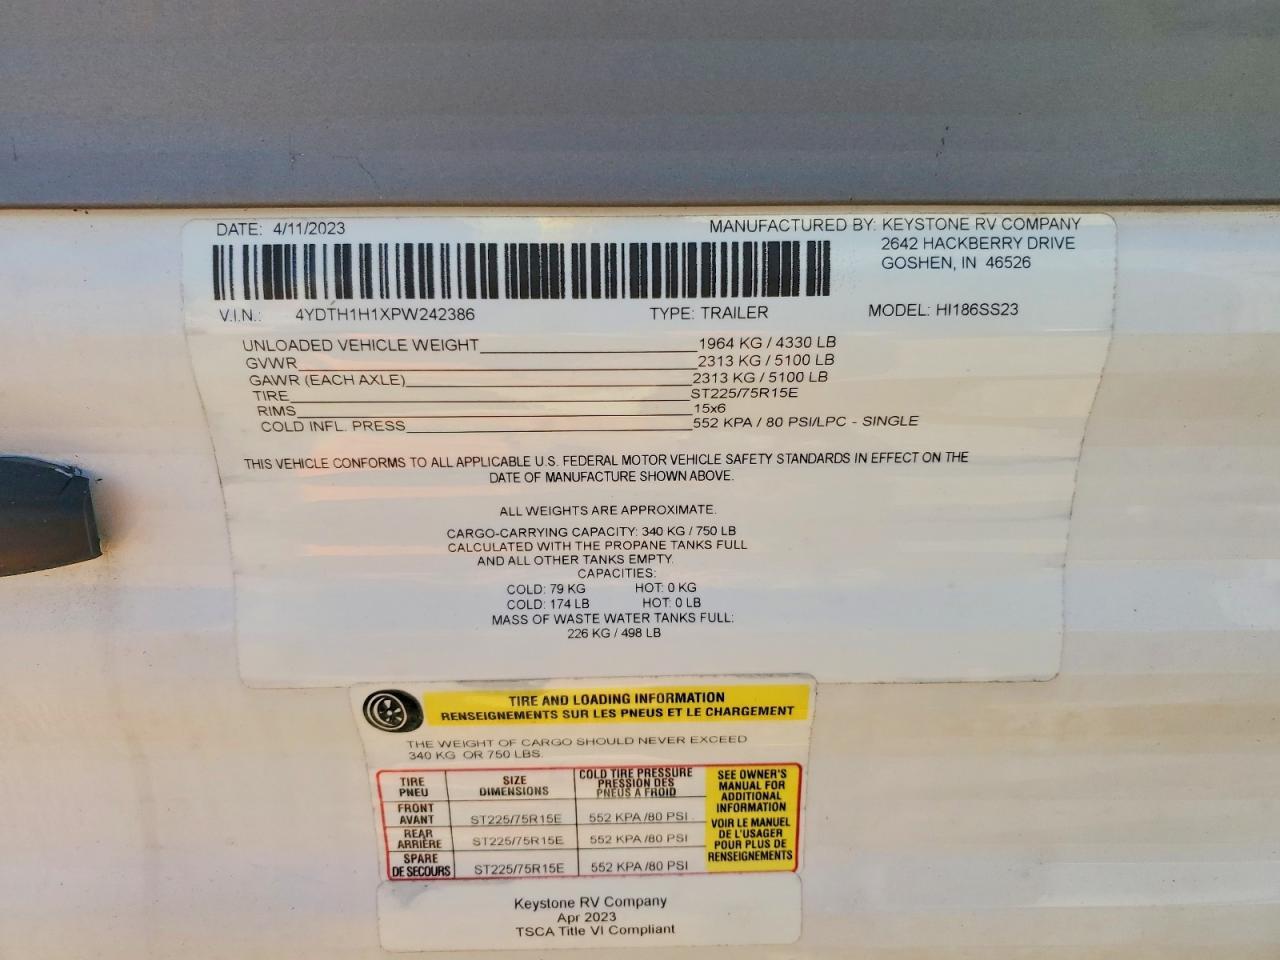 DATE: 4/11/2023
MANUFACTURED BY: KEYSTONE RV COMPANY
2642 HACKBERRY DRIVE
GOSHEN, IN 46526
V.I.N.: 4YDTH1H1XPW242386 TYPE: TRAILER MODEL: HI186SS23
UNLOADED VEHICLE WEIGHT 1964 KG / 4330 LB
GVWR 2313 KG / 5100 LB
GAWR (EACH AXLE) 2313 KG / 5100 LB
TIRE ST225/75R15E
RIMS 15x6
COLD INFL. PRESS 552 KPA / 80 PSI/LPC - SINGLE
THIS VEHICLE CONFORMS TO ALL APPLICABLE U.S. FEDERAL MOTOR VEHICLE SAFETY STANDARDS IN EFFECT ON THE
DATE OF MANUFACTURE SHOWN ABOVE.
ALL WEIGHTS ARE APPROXIMATE.
CARGO-CARRYING CAPACITY: 340 KG / 750 LB
CALCULATED WITH THE PROPANE TANKS FULL
AND ALL OTHER TANKS EMPTY.
CAPACITIES:
COLD: 79 KG HOT: 0 KG
COLD: 174 LB HOT: 0 LB
MASS OF WASTE WATER TANKS FULL:
226 KG / 498 LB
TIRE AND LOADING INFORMATION
RENSEIGNEMENTS SUR LES PNEUS ET LE CHARGEMENT
THE WEIGHT OF CARGO SHOULD NEVER EXCEED
340 KG OR 750 LBS.
TIRE
PNEU
SIZE
DIMENSIONS
COLD TIRE PRESSURE
PRESSION DES
PNEUS À FROID
FRONT
AVANT
ST225/75R15E 552 KPA /80 PSI
REAR
ARRIÈRE
ST225/75R15E 552 KPA /80 PSI
SPARE
DE SECOURS
ST225/75R15E 552 KPA /80 PSI
SEE OWNER'S
MANUAL FOR
ADDITIONAL
INFORMATION
VOIR LE MANUEL
DE L'USAGER
POUR PLUS DE
RENSEIGNEMENTS
Keystone RV Company
Apr 2023
TSCA Title VI Compliant